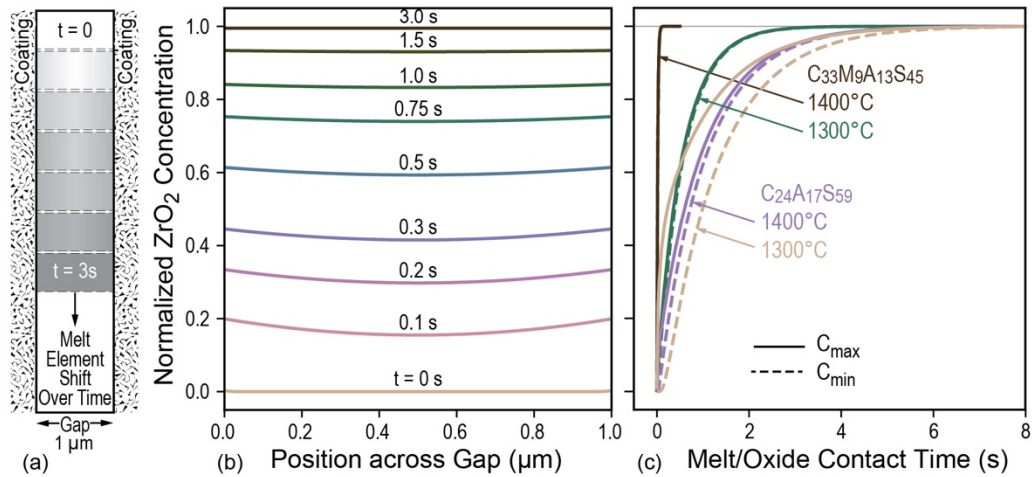 Coating
t = 0
Coating
t = 3s
Melt
Element
Shift
Over Time
Gap
1 µm
(a)
Normalized ZrO₂ Concentration
1.0
0.8
0.6
0.4
0.2
0.0
3.0 s
1.5 s
1.0 s
0.75 s
0.5 s
0.3 s
0.2 s
0.1 s
t = 0 s
0.0 0.2 0.4 0.6 0.8 1.0
(b) Position across Gap (µm)
C₃₃M₉A₁₃S₄₅
1400°C
1300°C
C₂₄A₁₇S₅₉
1400°C
1300°C
Cmax
Cmin
0 2 4 6 8
(c) Melt/Oxide Contact Time (s)